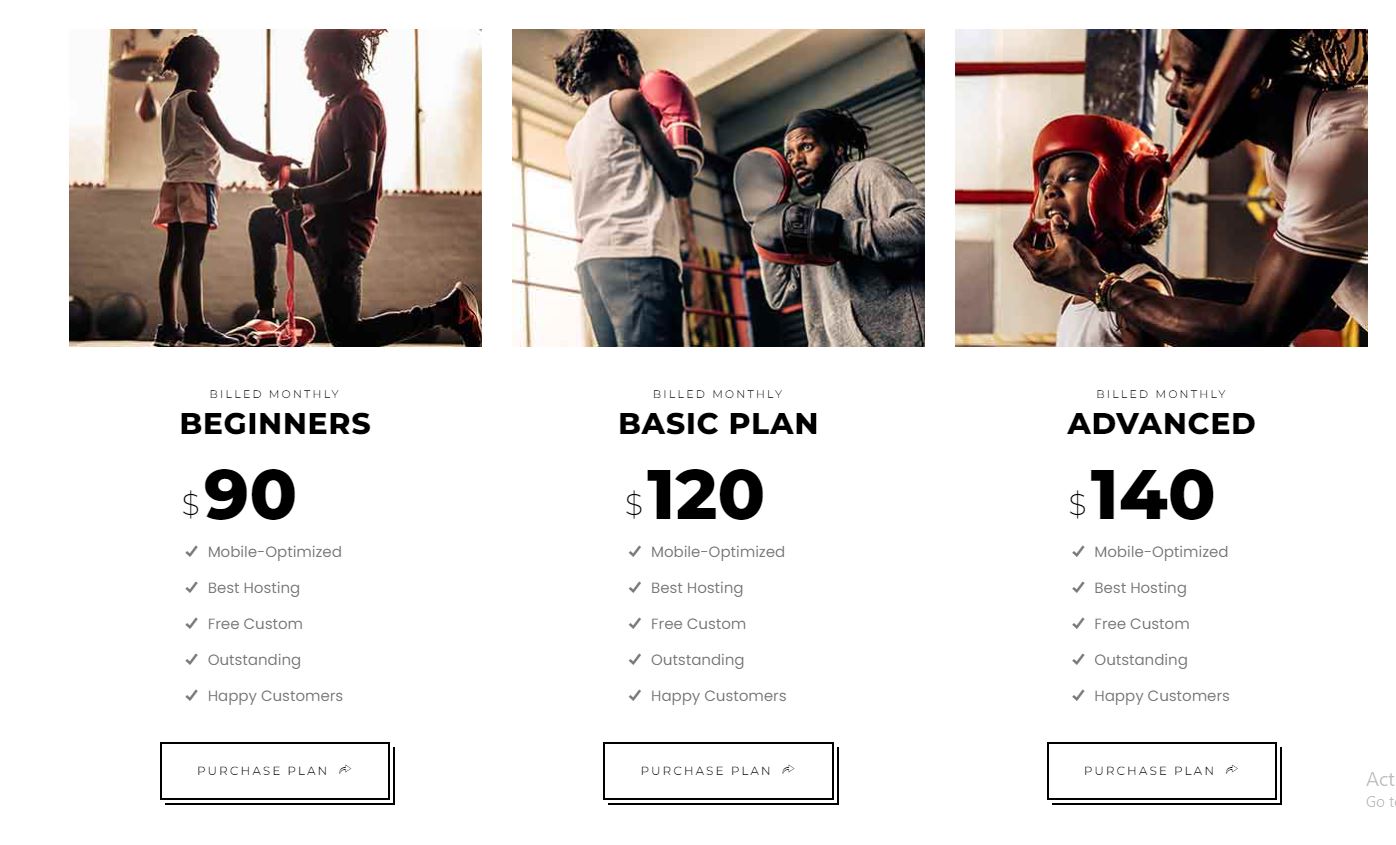 BILLED MONTHLY
BEGINNERS
$90
Mobile-Optimized
Best Hosting
Free Custom
Outstanding
Happy Customers
PURCHASE PLAN
BILLED MONTHLY
BASIC PLAN
$120
Mobile-Optimized
Best Hosting
Free Custom
Outstanding
Happy Customers
PURCHASE PLAN
BILLED MONTHLY
ADVANCED
$140
Mobile-Optimized
Best Hosting
Free Custom
Outstanding
Happy Customers
PURCHASE PLAN
Act
Go t